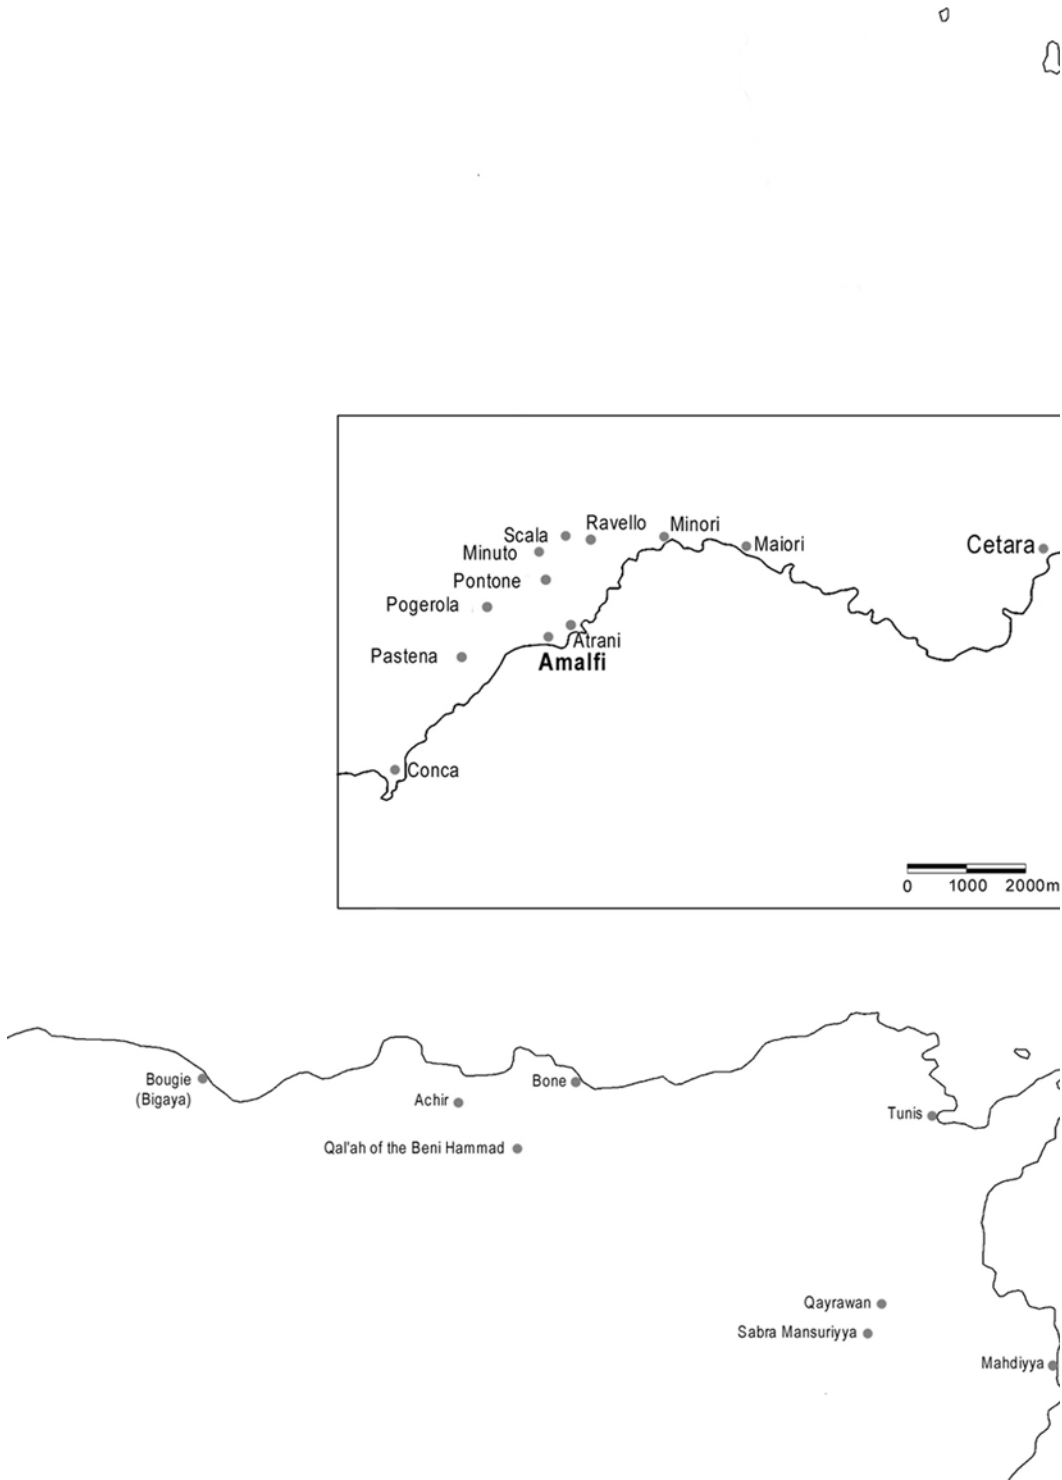 Ravello
Minori
Scala
Maiori
Cetara
Minuto
Pontone
Pogerola
Atrani
Pastena
Amalfi
Conca
0 1000 2000m
Bougie
(Bigaya)
Bone
Achir
Tunis
Qal'ah of the Beni Hammad
Qayrawan
Sabra Mansuriyya
Mahdiyya